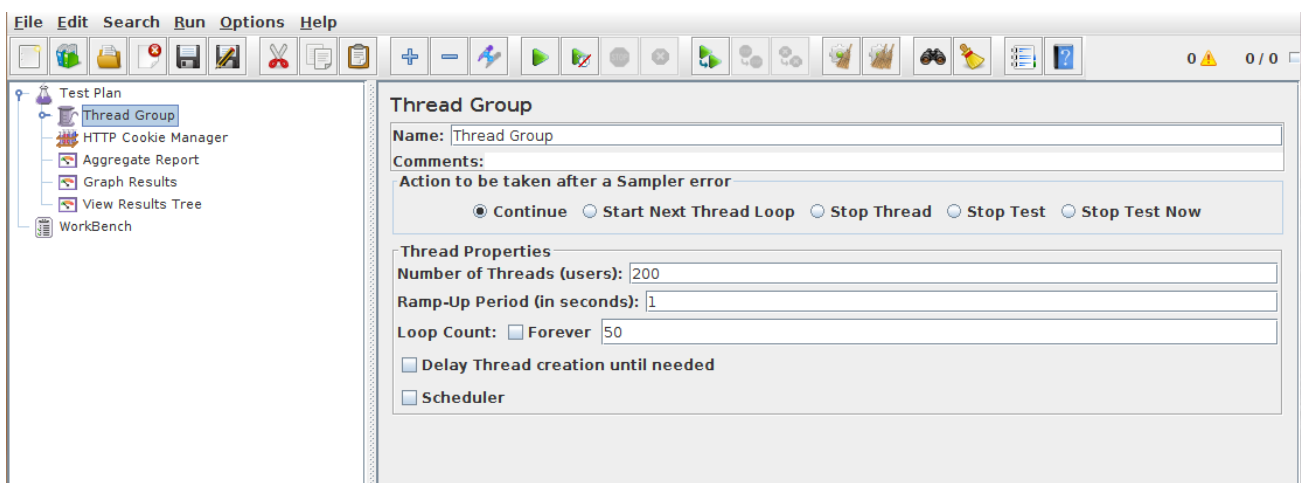 File Edit Search Run Options Help
0 0 / 0
Test Plan
Thread Group
HTTP Cookie Manager
Aggregate Report
Graph Results
View Results Tree
WorkBench
Thread Group
Name: Thread Group
Comments:
Action to be taken after a Sampler error
Continue Start Next Thread Loop Stop Thread Stop Test Stop Test Now
Thread Properties
Number of Threads (users): 200
Ramp-Up Period (in seconds): 1
Loop Count: Forever 50
Delay Thread creation until needed
Scheduler